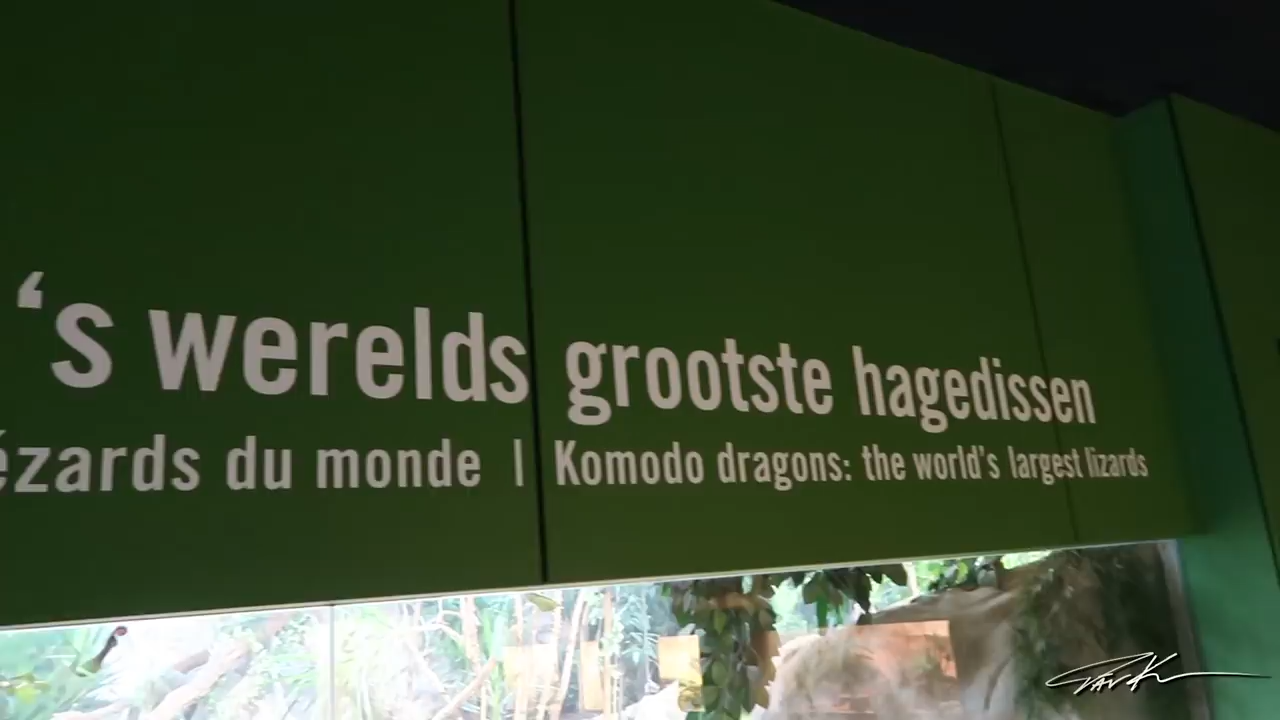 ‘s werelds grootste hagedissen
ézards du monde | Komodo dragons: the world's largest lizards